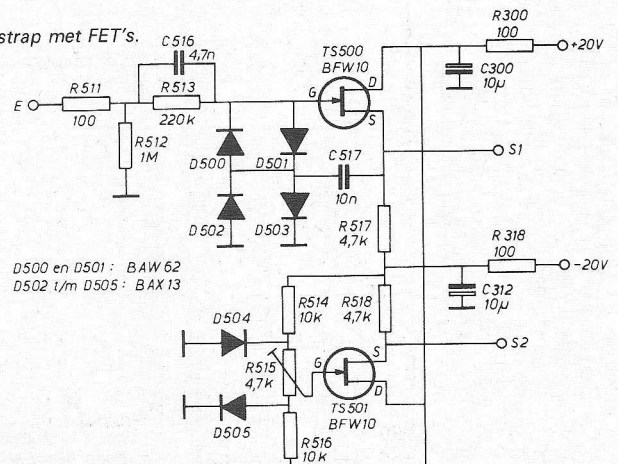 strap met FET's.
C516
4,7n
R511
100
R513
220k
E
R512
1M
TS500
BFW10
D
G
S
R300
100
+20V
C300
10µ
D500
D501
D502
D503
C517
10n
S1
R517
4,7k
R318
100
-20V
C312
10µ
D500 en D501 : BAW 62
D502 t/m D505 : BAX 13
R514
10k
R518
4,7k
D504
R515
4,7k
G
S
D
S2
TS501
BFW10
D505
R516
10k